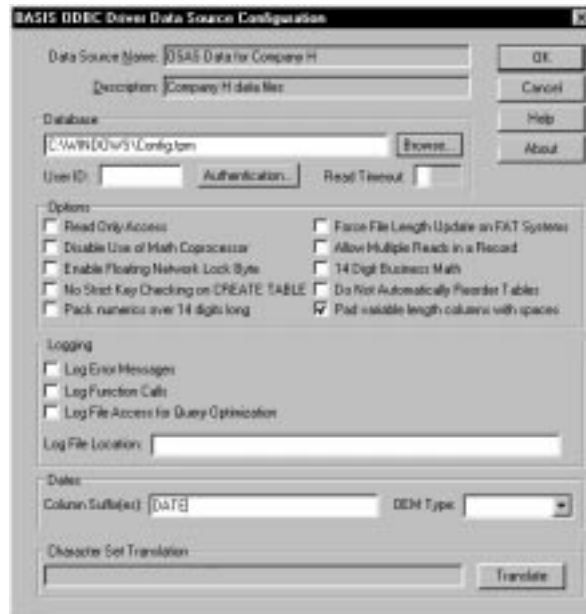 BASIS ODBC Driver Data Source Configuration
Data Source Name: OSAS Data for Company H
OK
Description: Company H data files
Cancel
Database
Help
C:\WINDOWS\Config.tpm
Browse...
About
User ID:
Authentication...
Read Timeout
Options
Read Only Access
Force File Length Update on FAT Systems
Disable Use of Math Coprocessor
Allow Multiple Reads in a Record
Enable Floating Network Lock Byte
14 Digit Business Math
No Strict Key Checking on CREATE TABLE
Do Not Automatically Reorder Tables
Pack numerics over 14 digits long
Pad variable length columns with spaces
Logging
Log Error Messages
Log Function Calls
Log File Access for Query Optimization
Log File Location:
Dates
Column Suffix(es): DATE
OEM Type:
Character Set Translation
Translate